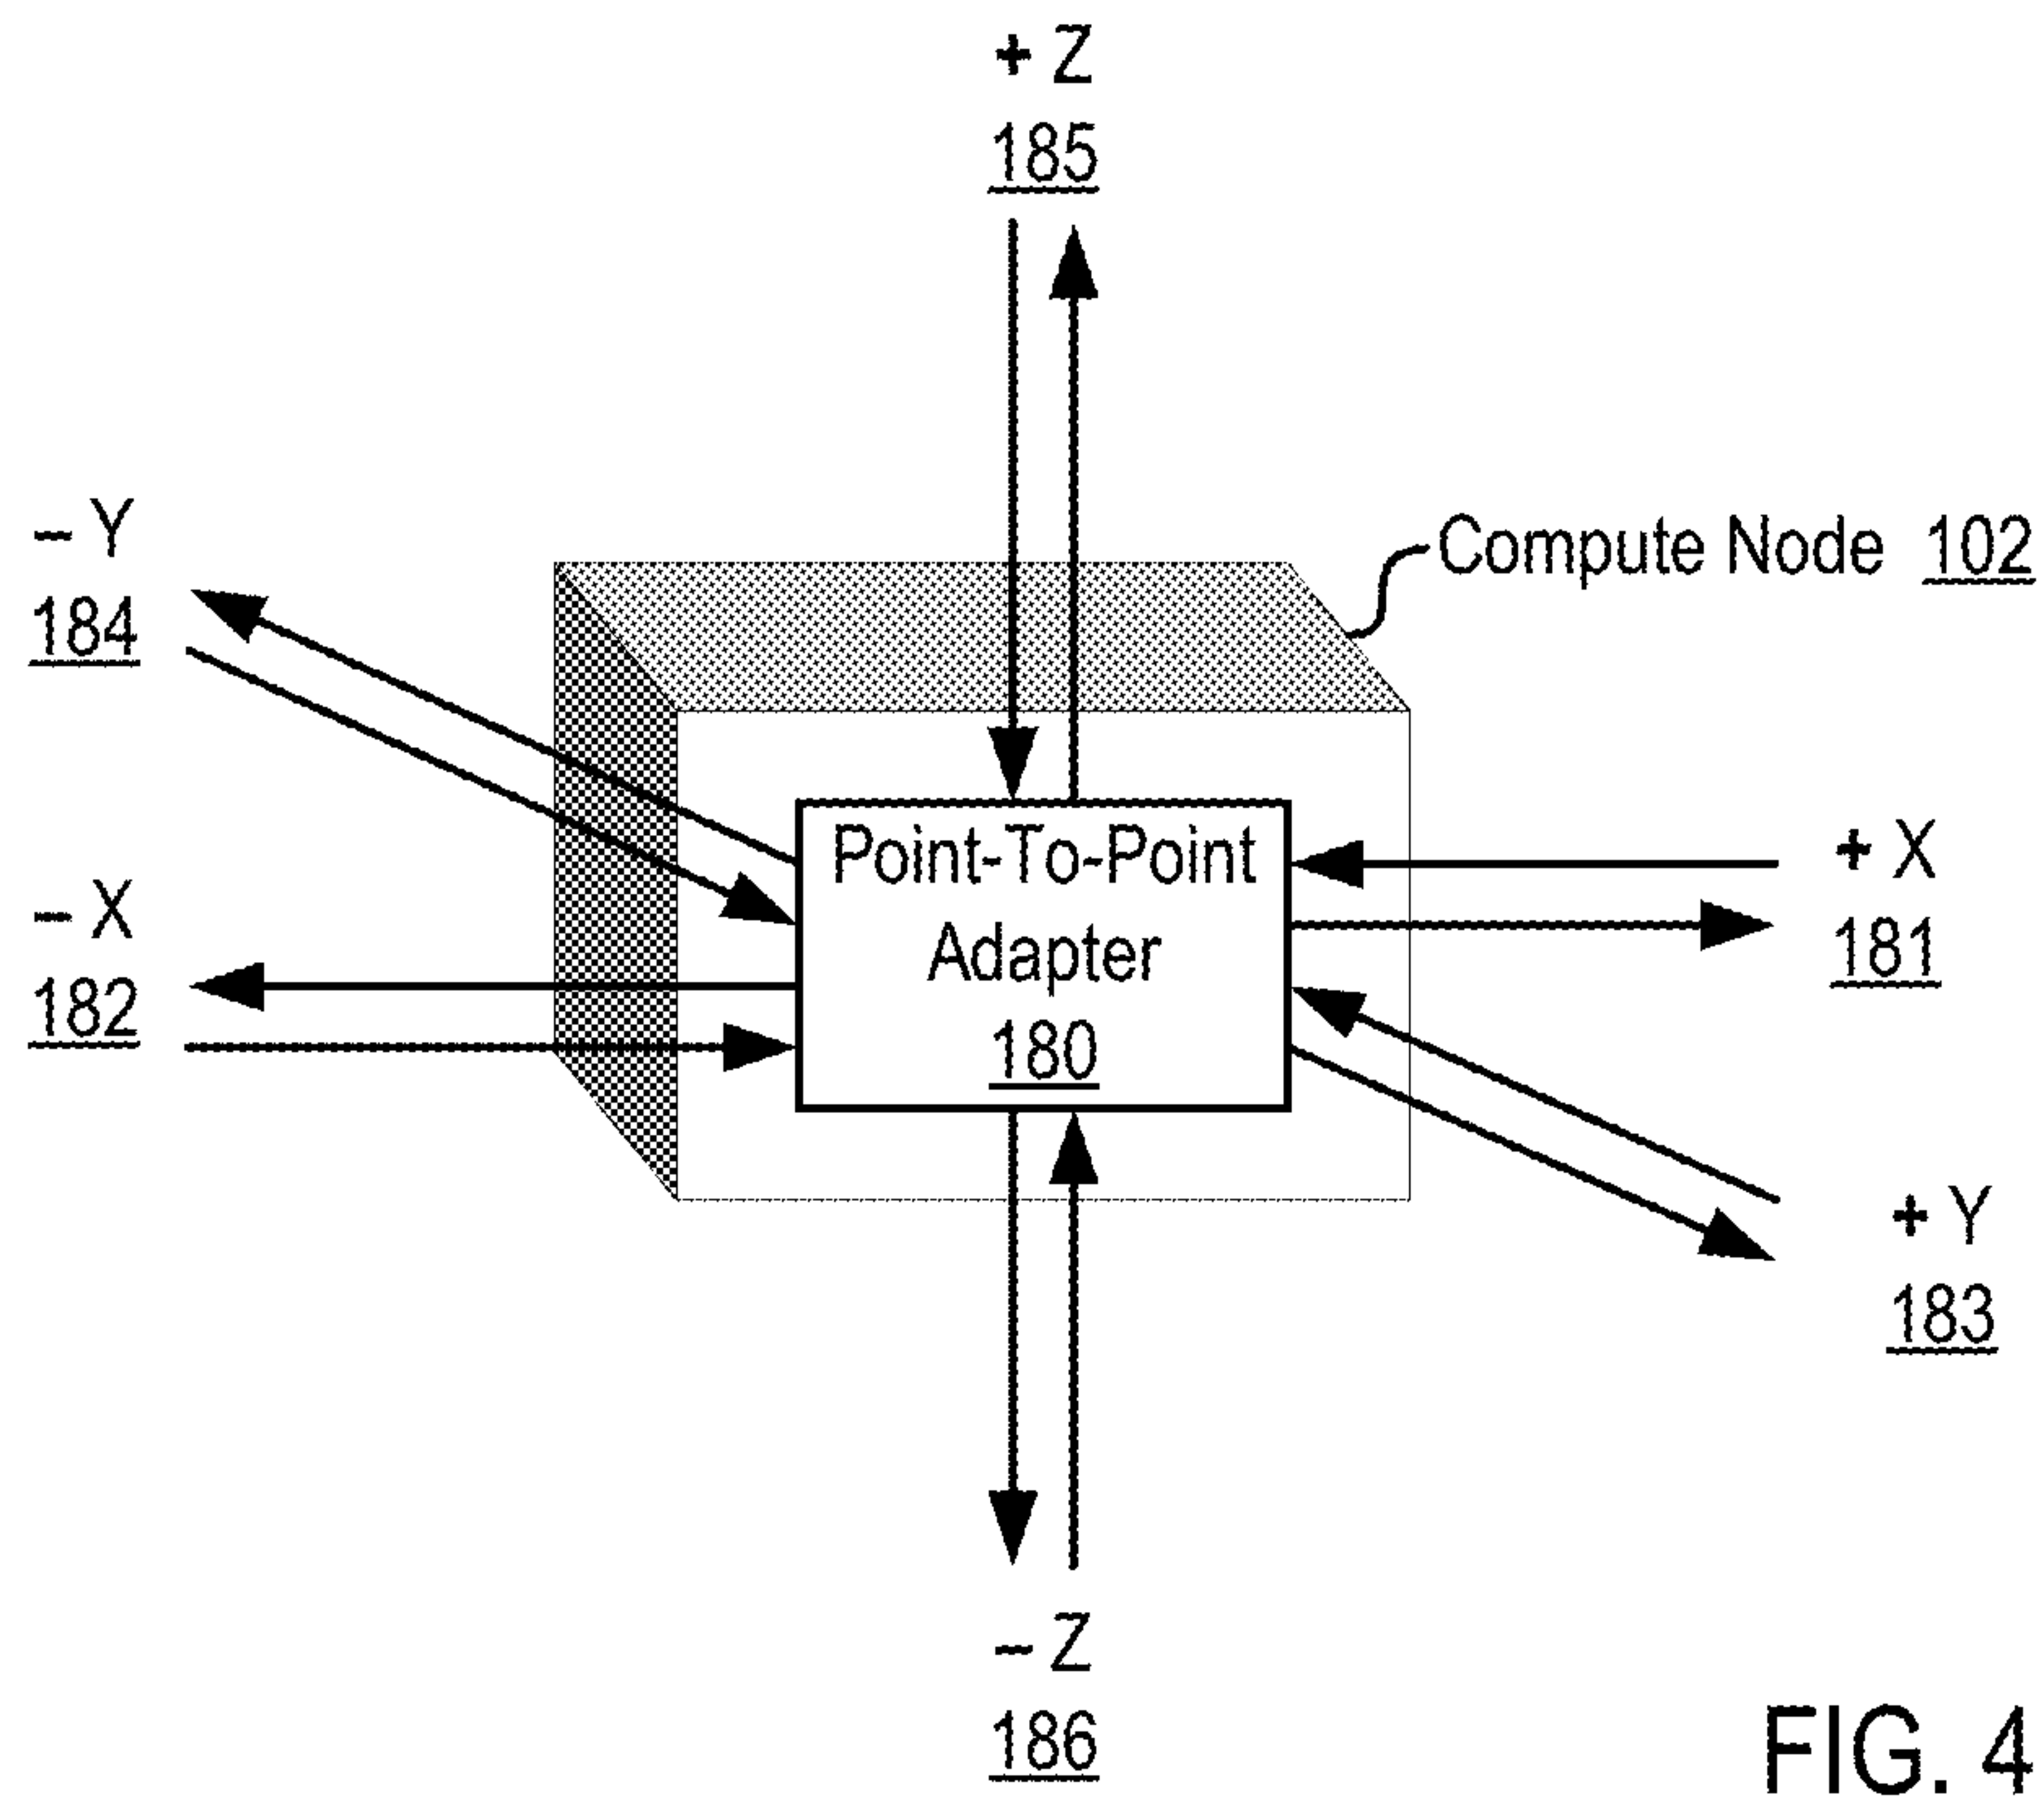 + Z
185
– Y
184
Compute Node 102
– X
182
Point-To-Point
Adapter
180
+ X
181
+ Y
183
– Z
186
FIG. 4